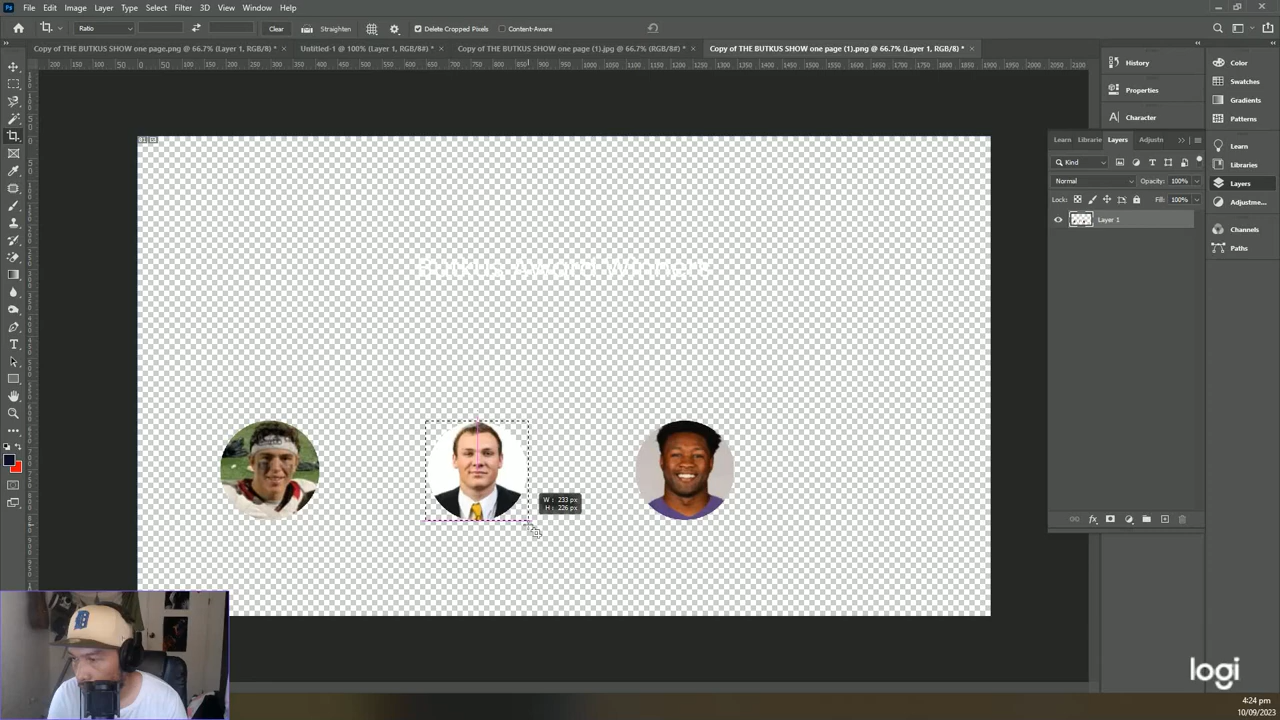 File Edit Image Layer Type Select Filter 3D View Window Help
Ratio Clear Straighten Delete Cropped Pixels Content-Aware
Copy of THE BUTKUS SHOW one page.png @ 66.7% (Layer 1, RGB/8) * × Untitled-1 @ 100% (Layer 1, RGB/8#) * × Copy of THE BUTKUS SHOW one page (1).jpg @ 66.7% (RGB/8#) * × Copy of THE BUTKUS SHOW one page (1).png @ 66.7% (Layer 1, RGB/8) * ×
History
Properties
Character
Color
Swatches
Gradients
Patterns
Learn
Libraries
Layers
Adjustme...
Channels
Paths
Learn Librarie Layers Adjustn
Kind
Normal Opacity: 100%
Lock: Fill: 100%
Layer 1
Butkus Award Winners
W: 233 px
H: 226 px
logi
4:24 pm
10/09/2023